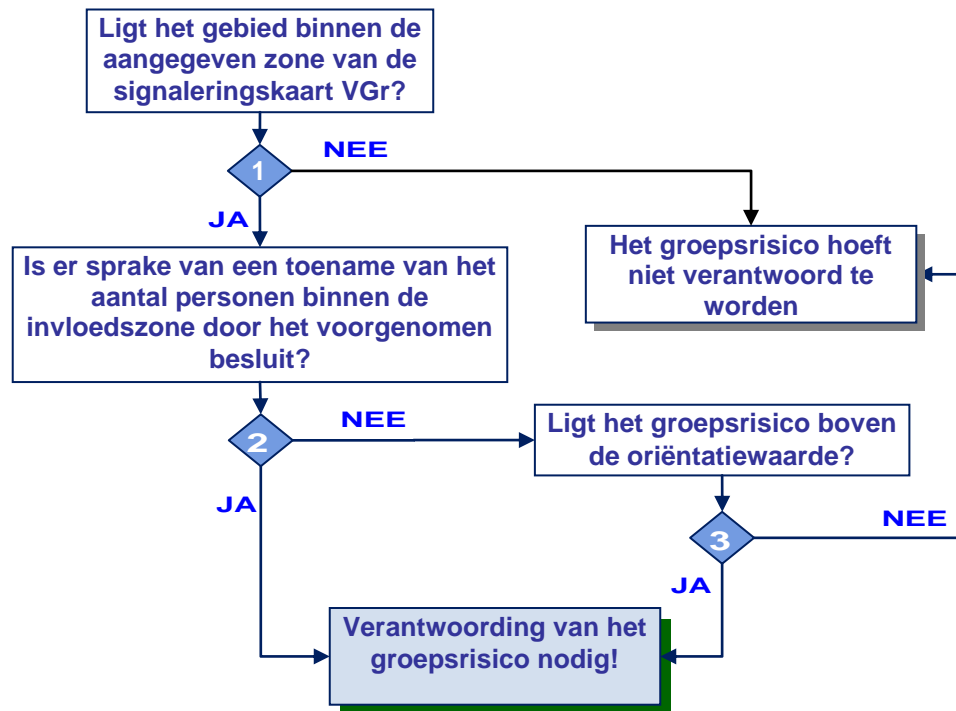 Ligt het gebied binnen de
aangegeven zone van de
signaleringskaart VGr?
NEE
1
JA
Het groepsrisico hoeft
niet verantwoord te
worden
Is er sprake van een toename van het
aantal personen binnen de
invloedszone door het voorgenomen
besluit?
NEE
2
JA
Ligt het groepsrisico boven
de oriëntatiewaarde?
NEE
3
JA
Verantwoording van het
groepsrisico nodig!